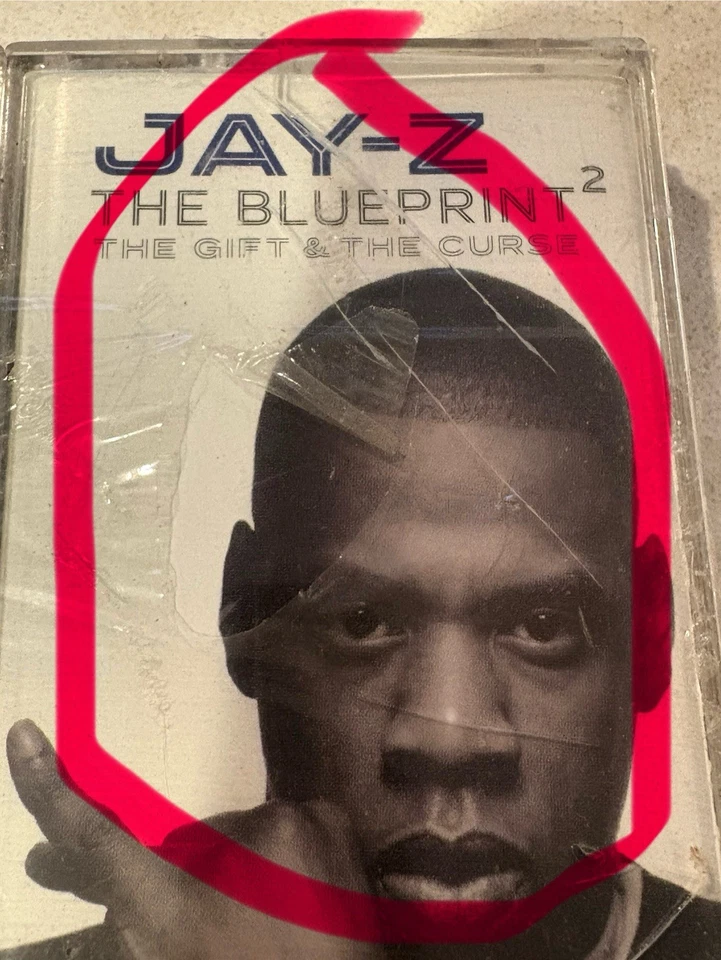 JAY-Z
THE BLUEPRINT²
THE GIFT & THE CURSE